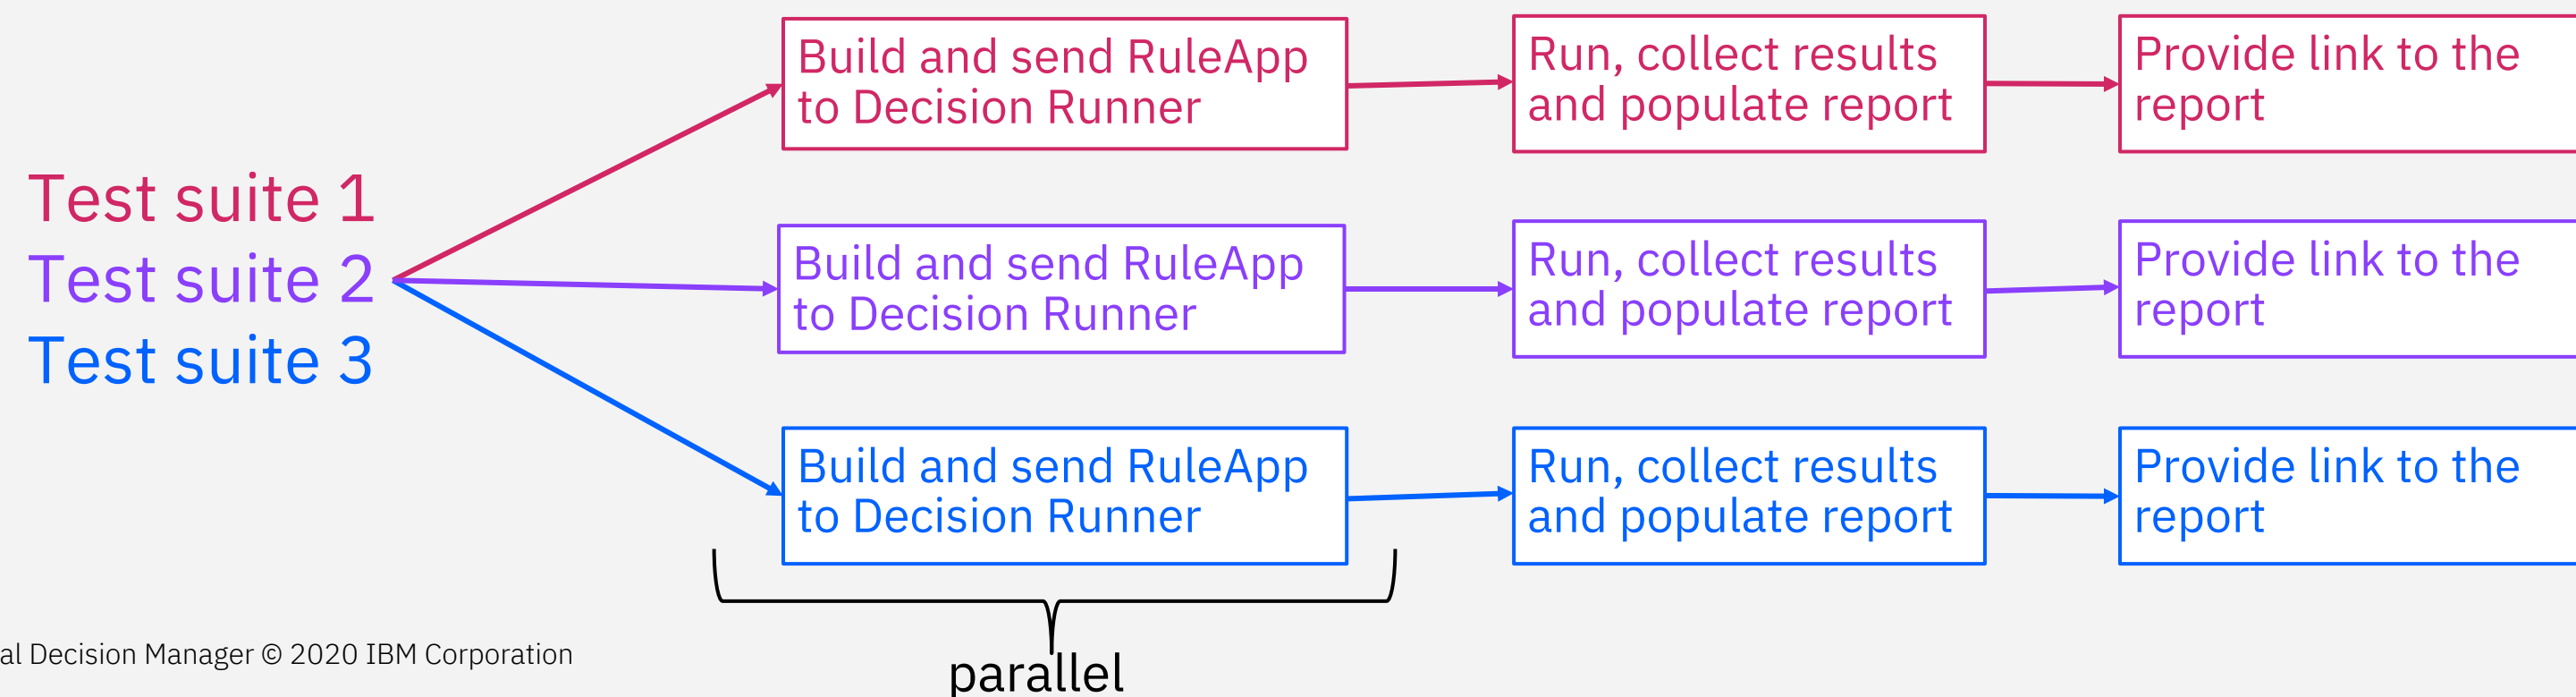 Test suite 1
Test suite 2
Test suite 3
Build and send RuleApp
to Decision Runner
Run, collect results
and populate report
Provide link to the
report
Build and send RuleApp
to Decision Runner
Run, collect results
and populate report
Provide link to the
report
Build and send RuleApp
to Decision Runner
Run, collect results
and populate report
Provide link to the
report
parallel
al Decision Manager © 2020 IBM Corporation